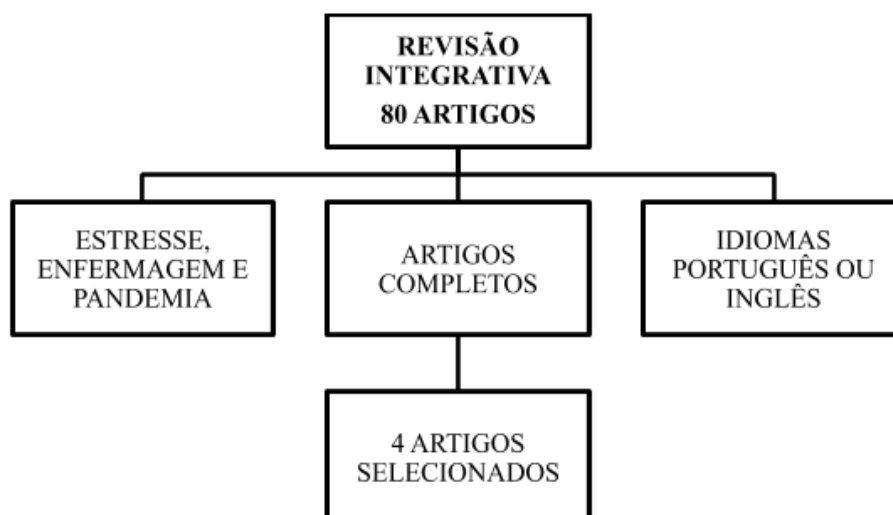 REVISÃO
INTEGRATIVA
80 ARTIGOS
ESTRESSE,
ENFERMAGEM E
PANDEMIA
ARTIGOS
COMPLETOS
IDIOMAS
PORTUGUÊS OU
INGLÊS
4 ARTIGOS
SELECIONADOS